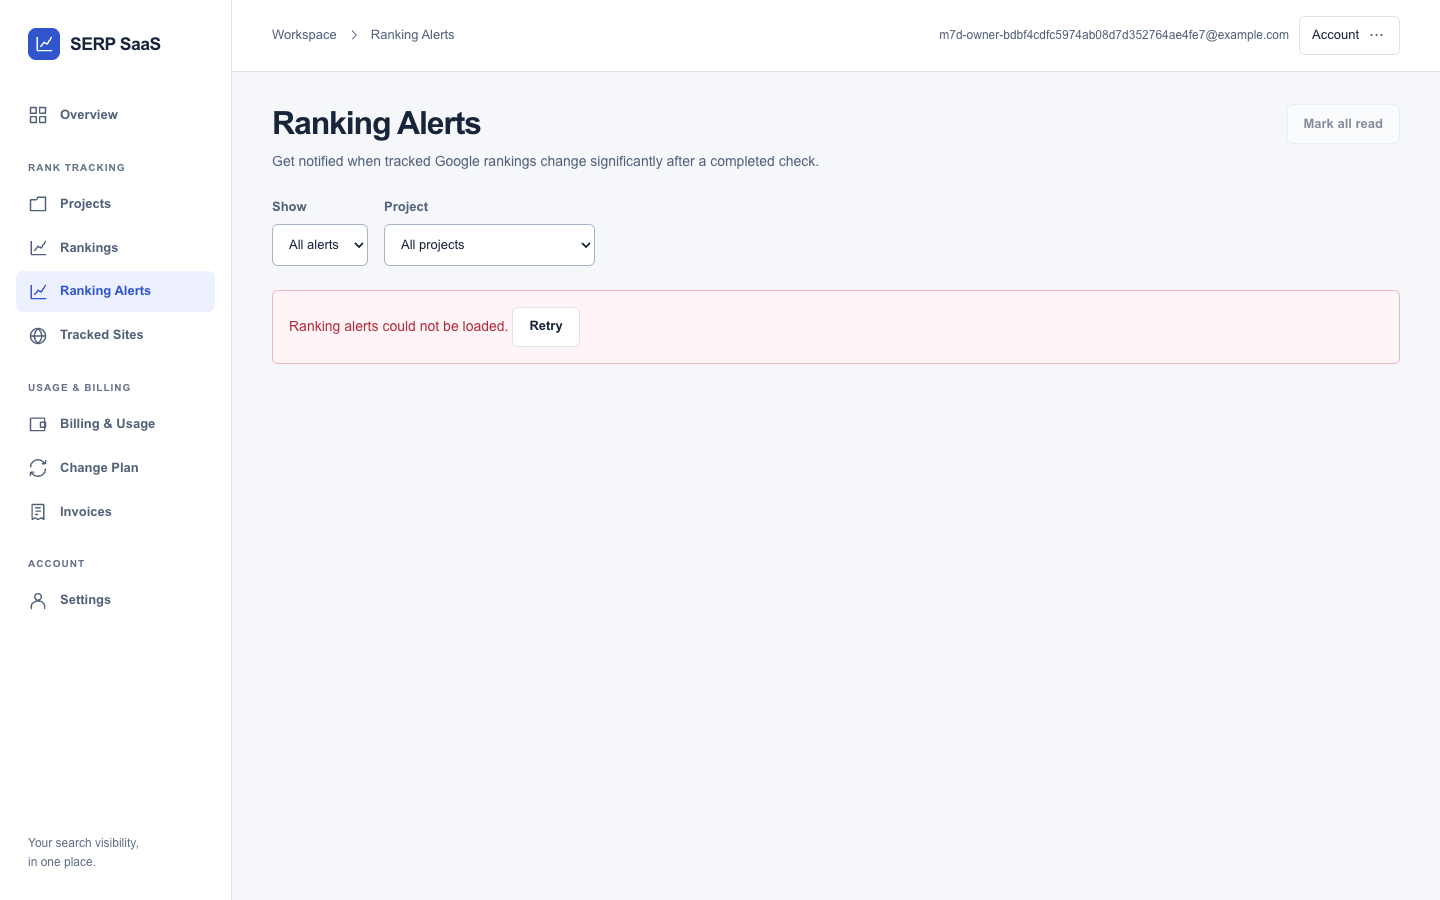 SERP SaaS
Overview
RANK TRACKING
Projects
Rankings
Ranking Alerts
Tracked Sites
USAGE & BILLING
Billing & Usage
Change Plan
Invoices
ACCOUNT
Settings
Your search visibility,
in one place.
Workspace > Ranking Alerts
m7d-owner-bdbf4cdfc5974ab08d7d352764ae4fe7@example.com
Account ···
Ranking Alerts
Mark all read
Get notified when tracked Google rankings change significantly after a completed check.
Show Project
All alerts All projects
Ranking alerts could not be loaded. Retry